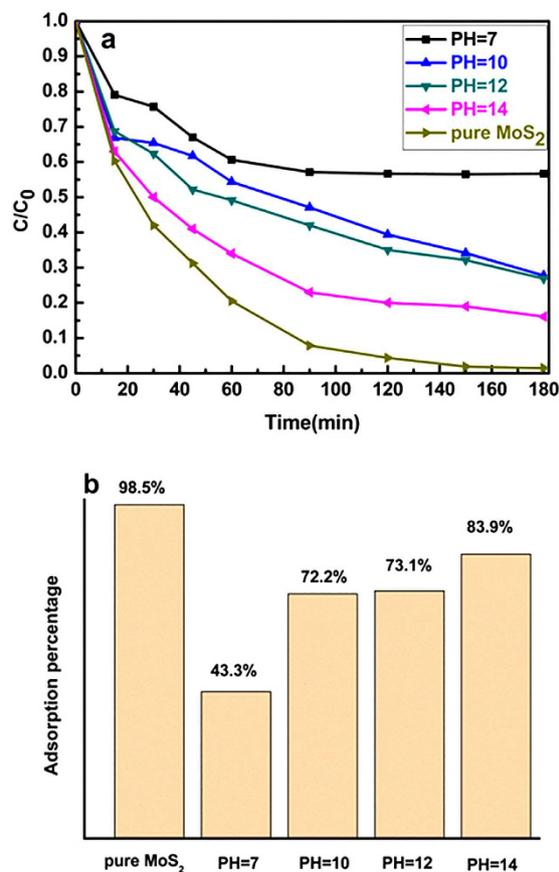 a
PH=7
PH=10
PH=12
PH=14
pure MoS2
1.0
0.9
0.8
0.7
0.6
0.5
0.4
0.3
0.2
0.1
0.0
C/C0
0 20 40 60 80 100 120 140 160 180
Time(min)
b
98.5%
43.3%
72.2%
73.1%
83.9%
Adsorption percentage
pure MoS2 PH=7 PH=10 PH=12 PH=14